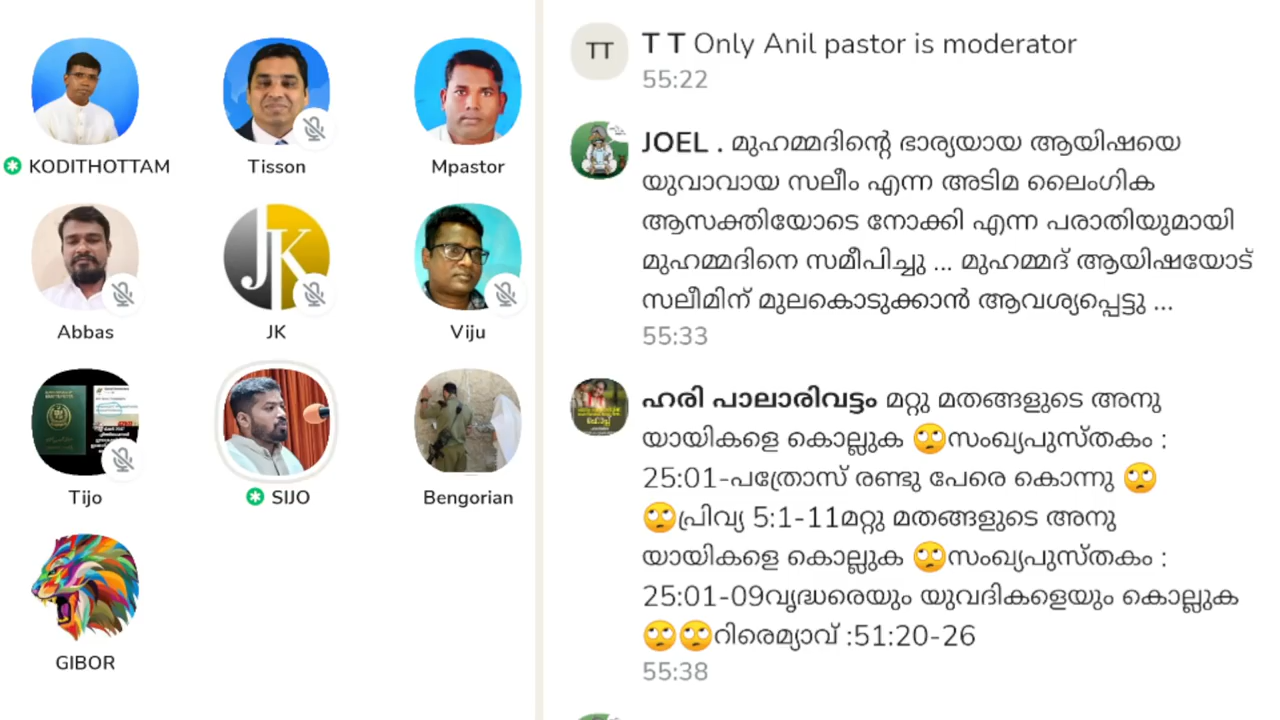 KODITHOTTAM
Tisson
Mpastor
JK
Abbas
JK
Viju
Tijo
SIJO
Bengorian
GIBOR
TT
T T Only Anil pastor is moderator
55:22
JOEL . മുഹമ്മദിന്റെ ഭാര്യയായ ആയിഷയെ
യുവാവായ സലീം എന്ന അടിമ ലൈംഗിക
ആസക്തിയോടെ നോക്കി എന്ന പരാതിയുമായി
മുഹമ്മദിനെ സമീപിച്ചു ... മുഹമ്മദ് ആയിഷയോട്
സലീമിന് മുലകൊടുക്കാൻ ആവശ്യപ്പെട്ടു ...
55:33
ഹരി പാലാരിവട്ടം മറ്റു മതങ്ങളുടെ അനു
യായികളെ കൊല്ലുക 🙄സംഖ്യപുസ്തകം :
25:01-പത്രോസ് രണ്ടു പേരെ കൊന്നു 🙄
🙄പ്രിവ്യ 5:1-11മറ്റു മതങ്ങളുടെ അനു
യായികളെ കൊല്ലുക 🙄സംഖ്യപുസ്തകം :
25:01-09വൃദ്ധരെയും യുവദികളെയും കൊല്ലുക
🙄🙄റിരെമ്യാവ് :51:20-26
55:38